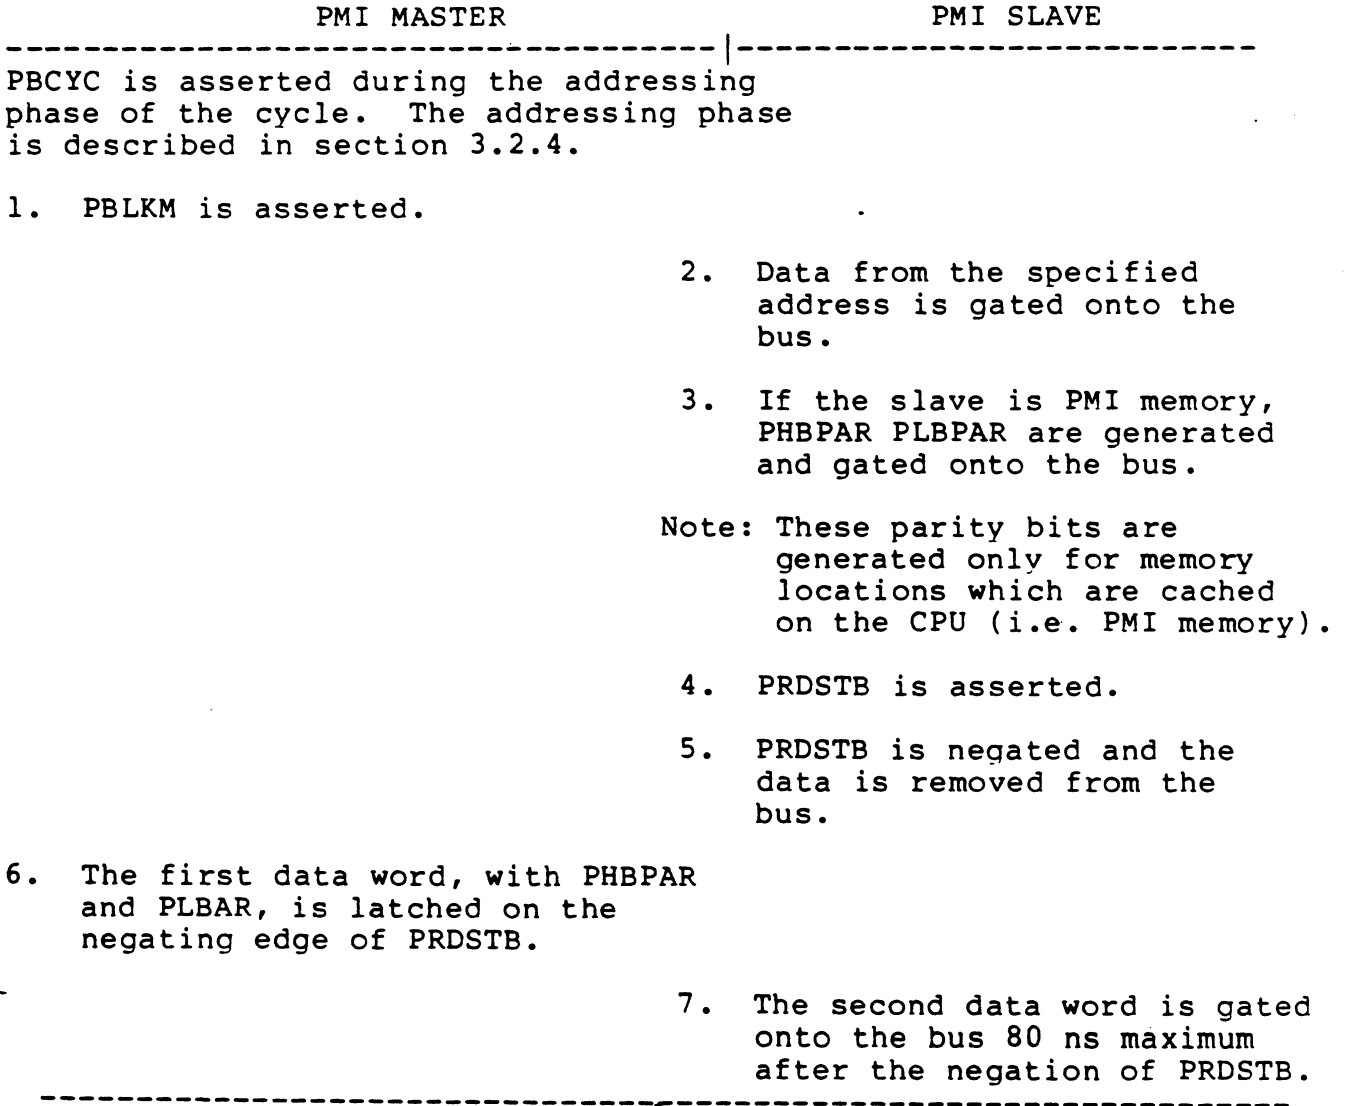 PMI MASTER PMI SLAVE
-------------------------------------|---------------------------
PBCYC is asserted during the addressing
phase of the cycle. The addressing phase
is described in section 3.2.4.
1. PBLKM is asserted.
2. Data from the specified
address is gated onto the
bus.
3. If the slave is PMI memory,
PHBPAR PLBPAR are generated
and gated onto the bus.
Note: These parity bits are
generated only for memory
locations which are cached
on the CPU (i.e. PMI memory).
4. PRDSTB is asserted.
5. PRDSTB is negated and the
data is removed from the
bus.
6. The first data word, with PHBPAR
and PLBAR, is latched on the
negating edge of PRDSTB.
7. The second data word is gated
onto the bus 80 ns maximum
after the negation of PRDSTB.
-----------------------------------------------------------------